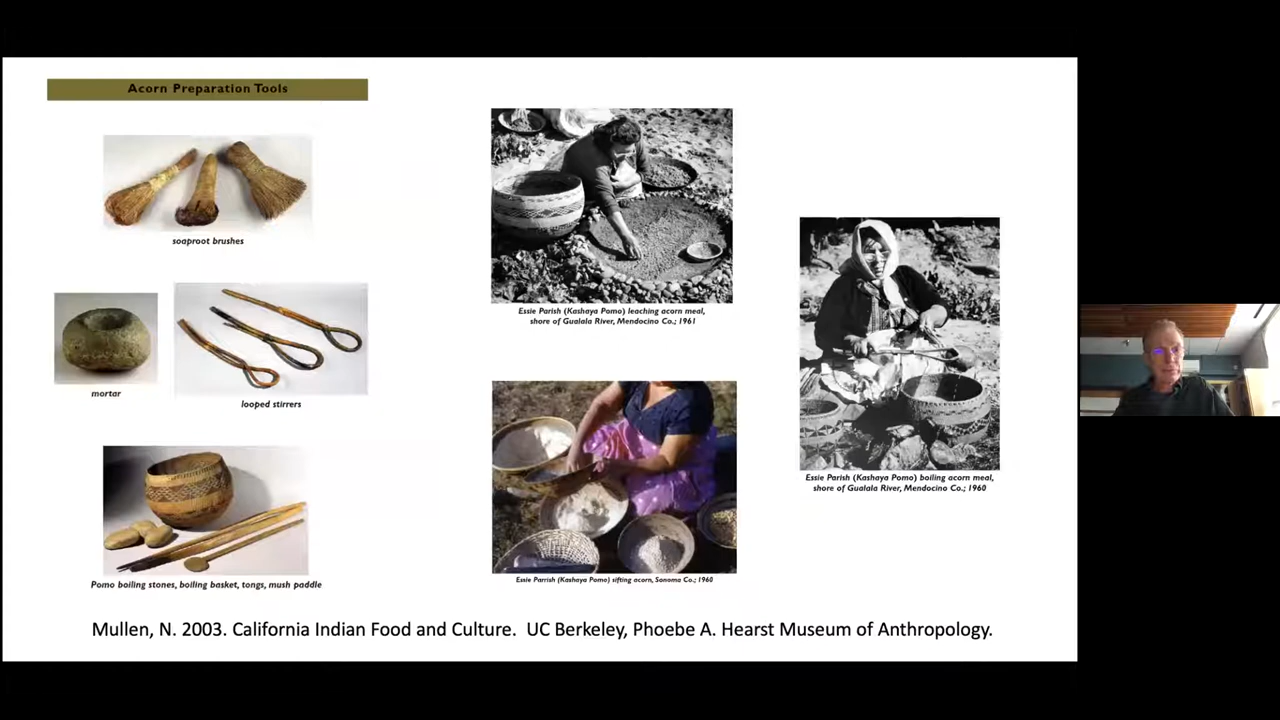 Acorn Preparation Tools
soaproot brushes
mortar
looped stirrers
Pomo boiling stones, boiling basket, tongs, mush paddle
Essie Parish (Kashaya Pomo) leaching acorn meal,
shore of Gualala River, Mendocino Co.; 1961
Essie Parrish (Kashaya Pomo) sifting acorn, Sonoma Co.; 1960
Essie Parish (Kashaya Pomo) boiling acorn meal,
shore of Gualala River, Mendocino Co.; 1960
Mullen, N. 2003. California Indian Food and Culture. UC Berkeley, Phoebe A. Hearst Museum of Anthropology.